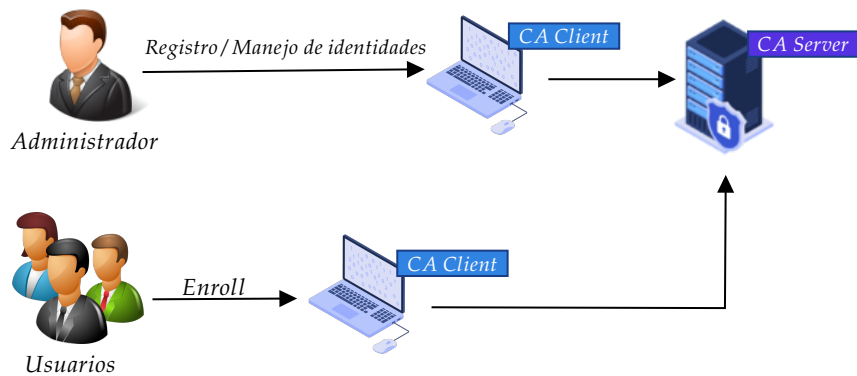 Registro/Manejo de identidades
CA Client
CA Server
Administrador
Enroll
CA Client
Usuarios